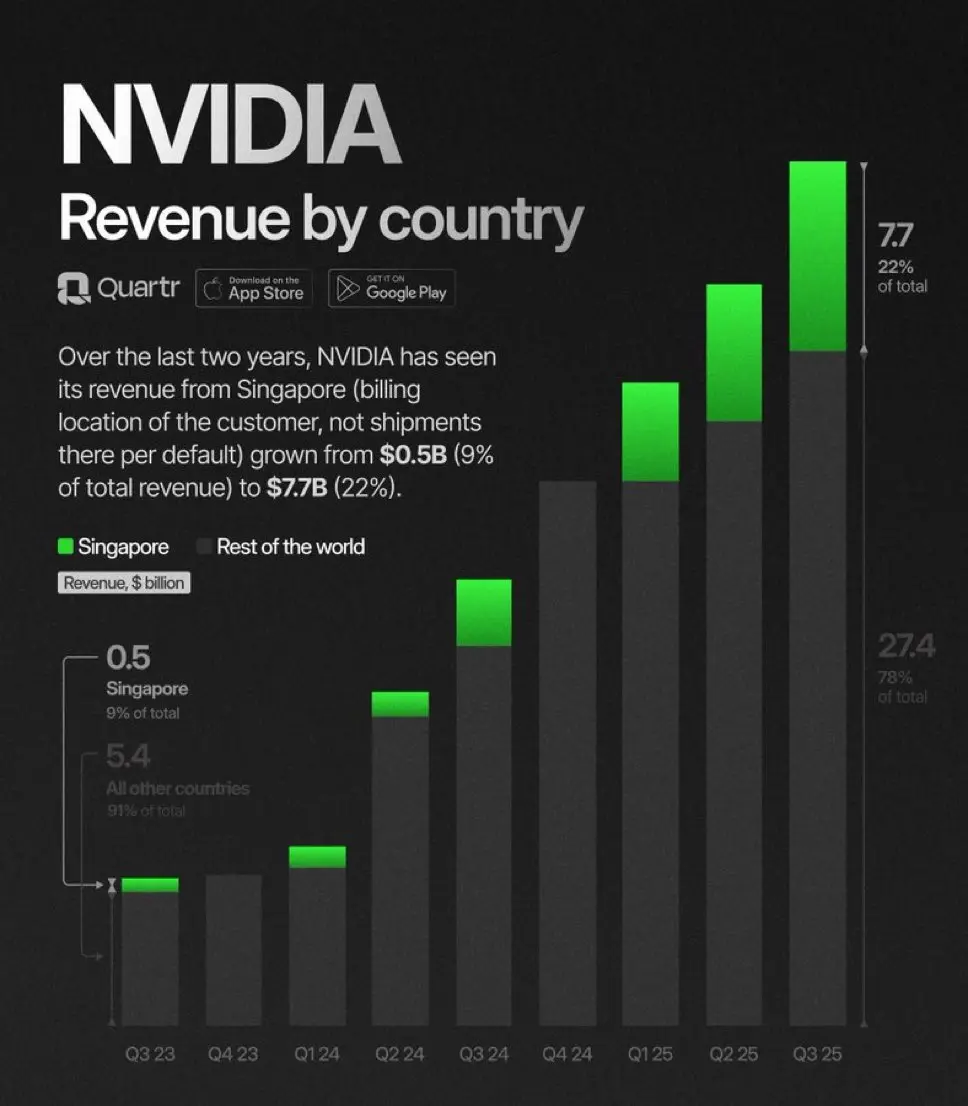 NVIDIA
Revenue by country
Quartr
Download on the
App Store
GET IT ON
Google Play
Over the last two years, NVIDIA has seen
its revenue from Singapore (billing
location of the customer, not shipments
there per default) grown from $0.5B (9%
of total revenue) to $7.7B (22%).
Singapore
Rest of the world
Revenue, $ billion
0.5
Singapore
9% of total
5.4
All other countries
91% of total
7.7
22%
of total
27.4
78%
of total
Q3 23
Q4 23
Q1 24
Q2 24
Q3 24
Q4 24
Q1 25
Q2 25
Q3 25